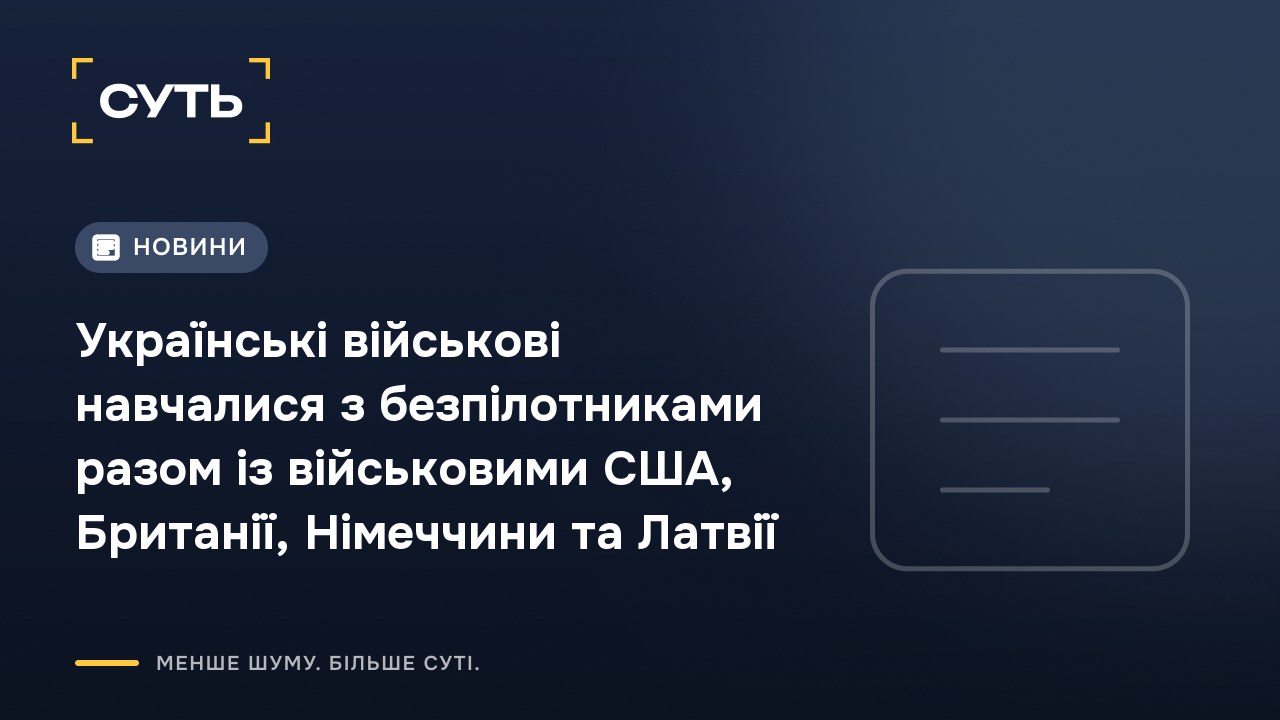 СУТЬ
НОВИНИ
Українські військові
навчалися з безпілотниками
разом із військовими США,
Британії, Німеччини та Латвії
МЕНШЕ ШУМУ. БІЛЬШЕ СУТІ.